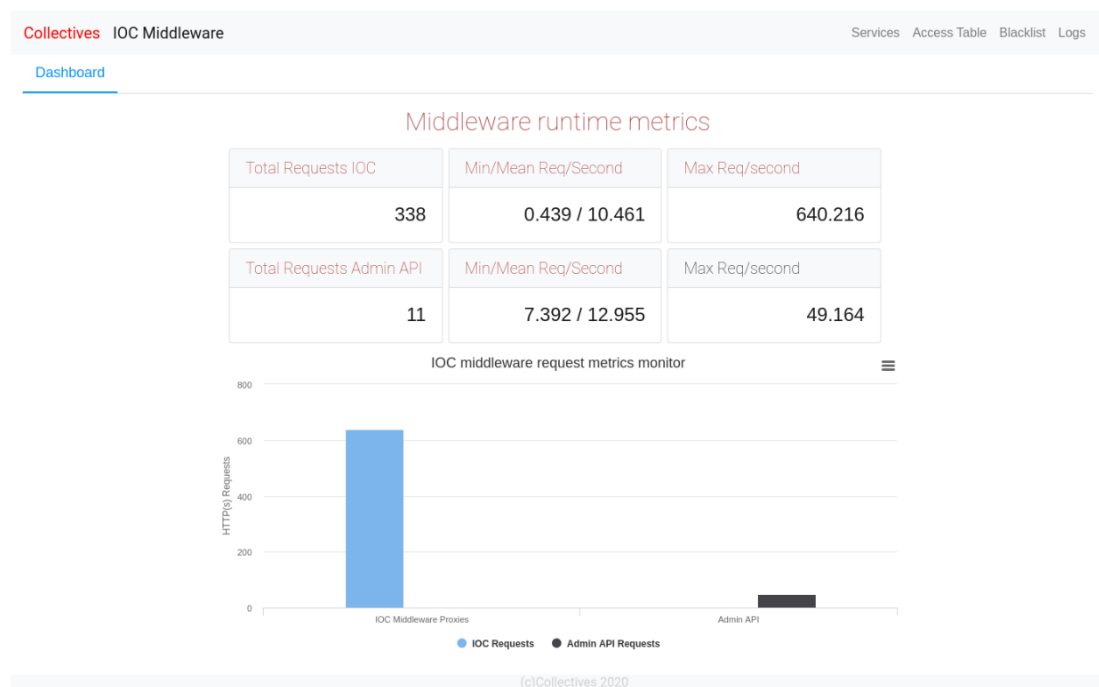 Collectives IOC Middleware Services Access Table Blacklist Logs
Dashboard
Middleware runtime metrics
Total Requests IOC Min/Mean Req/Second Max Req/second
338 0.439 / 10.461 640.216
Total Requests Admin API Min/Mean Req/Second Max Req/second
11 7.392 / 12.955 49.164
IOC middleware request metrics monitor
800
600
400
200
0
HTTP(s) Requests
IOC Middleware Proxies Admin API
IOC Requests Admin API Requests
(c)Collectives 2020